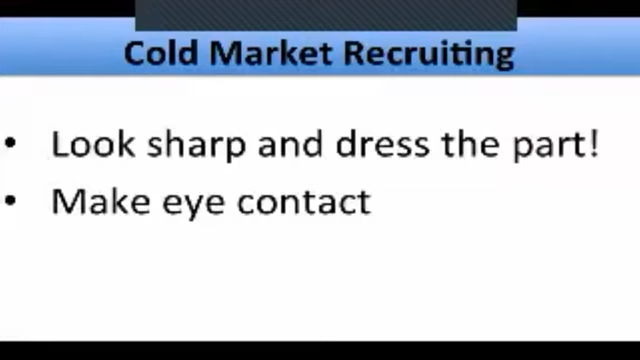 Cold Market Recruiting
• Look sharp and dress the part!
• Make eye contact